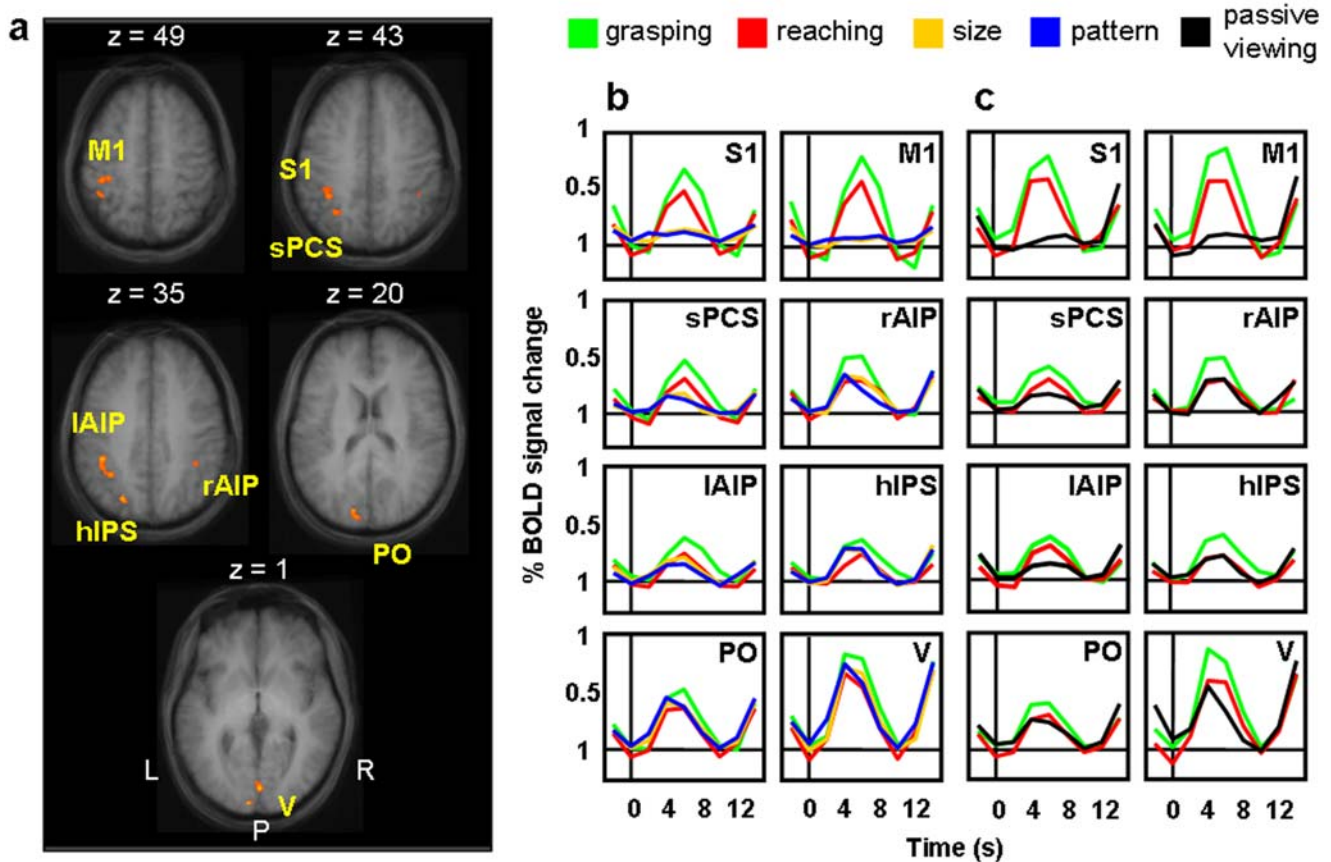 a
z = 49
z = 43
M1
S1
sPCS
z = 35
z = 20
lAIP
rAIP
hIPS
PO
z = 1
L
R
V
P
grasping
reaching
size
pattern
passive
viewing
b
c
% BOLD signal change
1
0.5
1
1
0.5
1
1
0.5
1
1
0.5
1
S1
M1
S1
M1
sPCS
rAIP
sPCS
rAIP
lAIP
hIPS
lAIP
hIPS
PO
V
PO
V
0 4 8 12
0 4 8 12
0 4 8 12
0 4 8 12
Time (s)